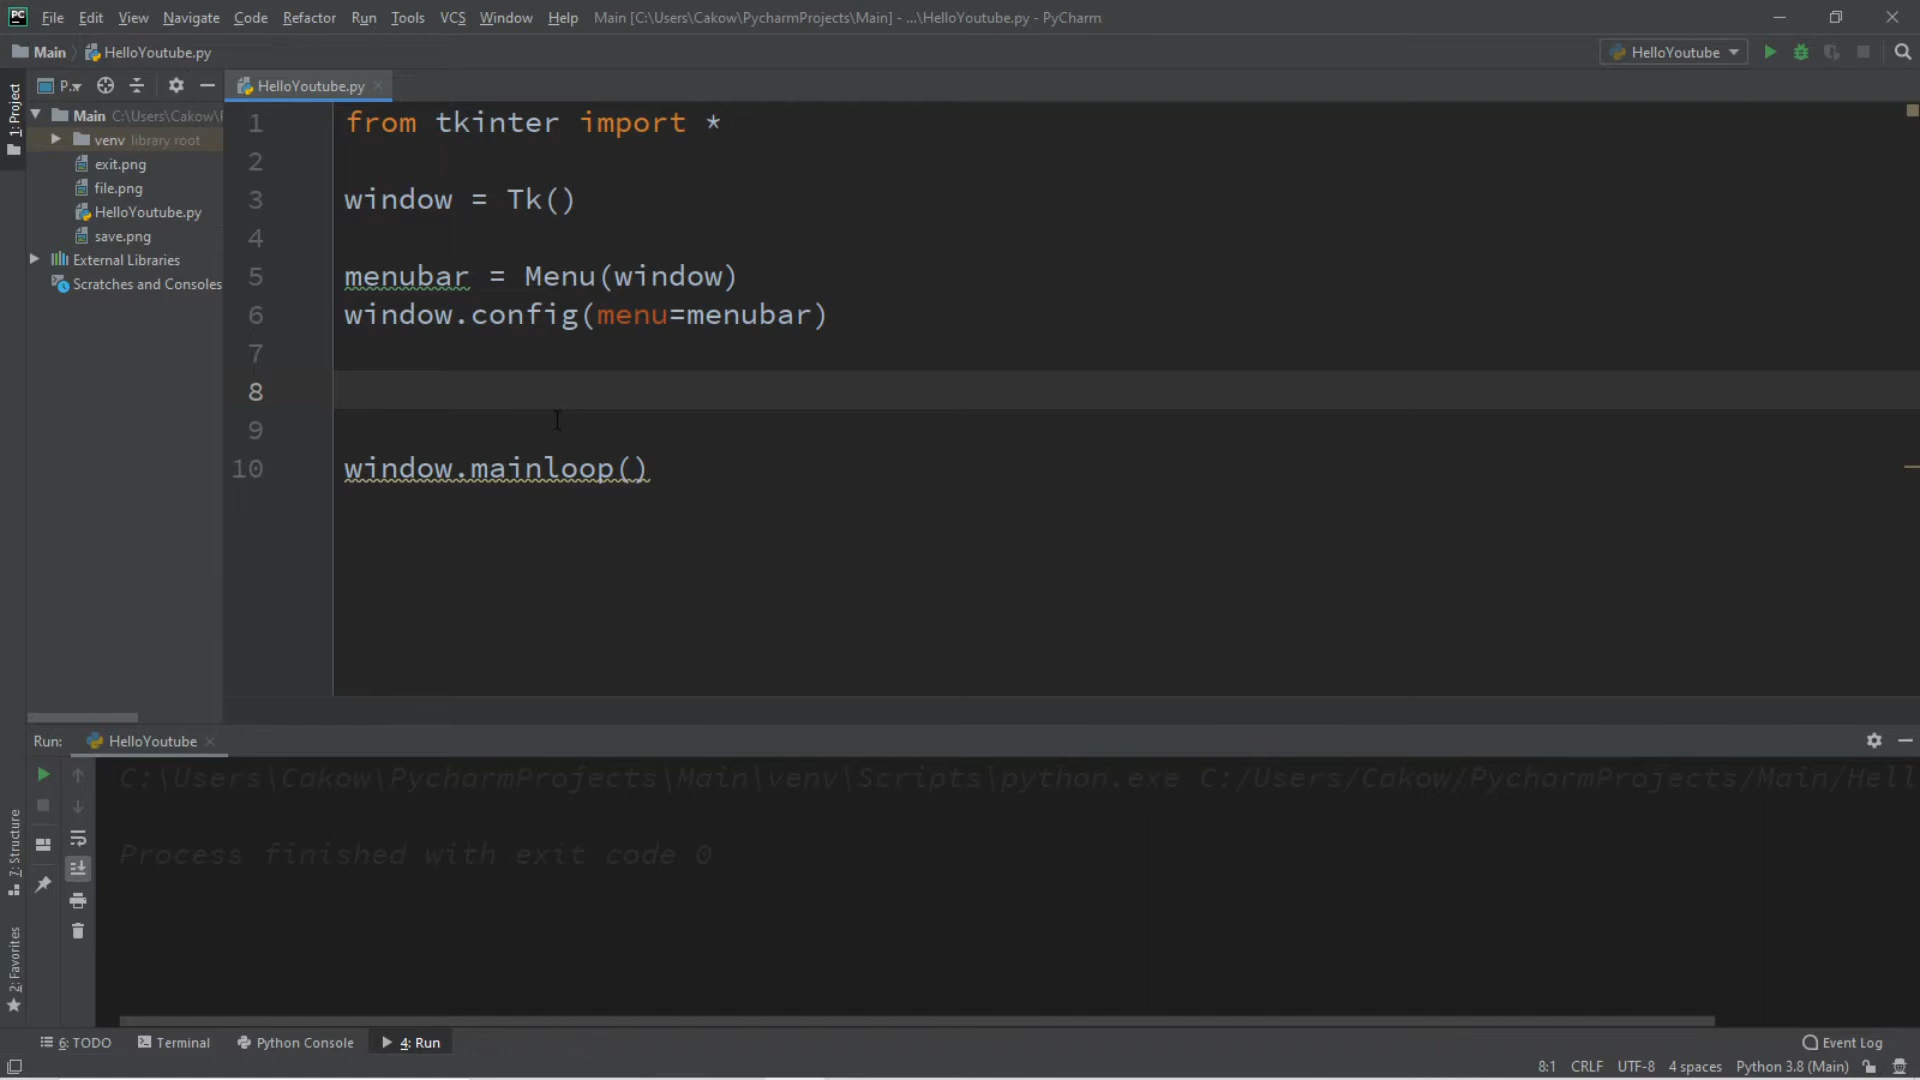 PC File Edit View Navigate Code Refactor Run Tools VCS Window Help Main [C:\Users\Cakow\PycharmProjects\Main] - ...\HelloYoutube.py - PyCharm
Main HelloYoutube.py HelloYoutube
1: Project
P.. HelloYoutube.py
Main C:\Users\Cakow\
venv library root
exit.png
file.png
HelloYoutube.py
save.png
External Libraries
Scratches and Consoles
1 from tkinter import *
2
3 window = Tk()
4
5 menubar = Menu(window)
6 window.config(menu=menubar)
7
8
9
10 window.mainloop()
Run: HelloYoutube
C:\Users\Cakow\PycharmProjects\Main\venv\Scripts\python.exe C:/Users/Cakow/PycharmProjects/Main/Hell
Process finished with exit code 0
7: Structure
2: Favorites
6: TODO Terminal Python Console 4: Run Event Log
8:1 CRLF UTF-8 4 spaces Python 3.8 (Main)